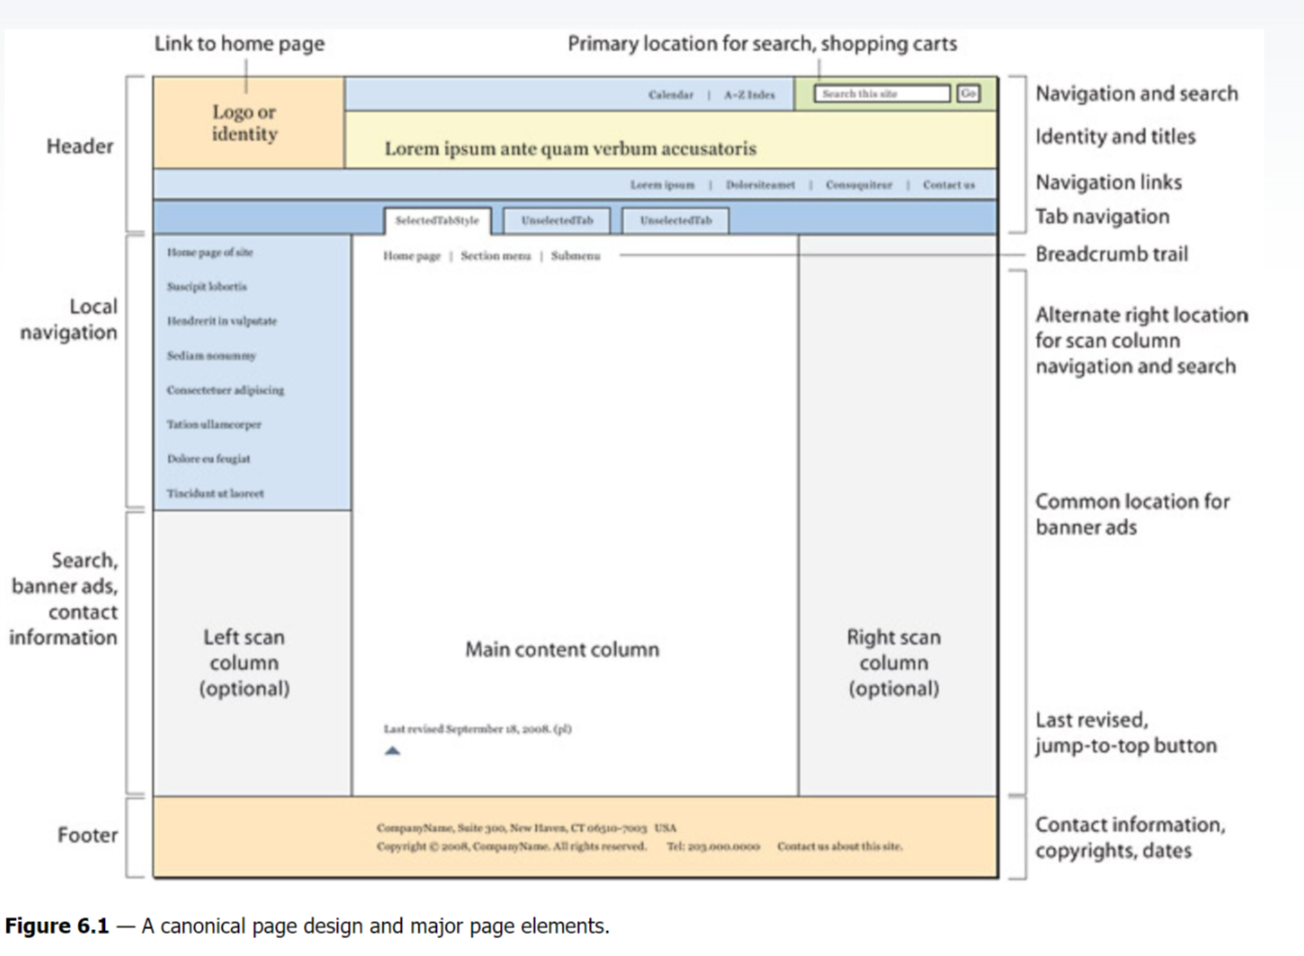 Link to home page
Primary location for search, shopping carts
Header
Logo or
identity
Calendar | A-Z Index
Search this site Go
Lorem ipsum ante quam verbum accusatoris
Lorem ipsum | Dolorsiteamet | Consuquiteur | Contact us
SelectedTabStyle UnselectedTab UnselectedTab
Navigation and search
Identity and titles
Navigation links
Tab navigation
Breadcrumb trail
Home page | Section menu | Submenu
Local
navigation
Home page of site
Suscipit lobortis
Hendrerit in vulputate
Sediam nonummy
Consectetuer adipiscing
Tation ullamcorper
Dolore eu feugiat
Tincidunt ut laoreet
Alternate right location
for scan column
navigation and search
Common location for
banner ads
Search,
banner ads,
contact
information
Left scan
column
(optional)
Main content column
Right scan
column
(optional)
Last revised Septermber 18, 2008. (pl)
Last revised,
jump-to-top button
Footer
CompanyName, Suite 300, New Haven, CT 06510-7003 USA
Copyright © 2008, CompanyName. All rights reserved. Tel: 203.000.0000 Contact us about this site.
Contact information,
copyrights, dates
Figure 6.1 — A canonical page design and major page elements.